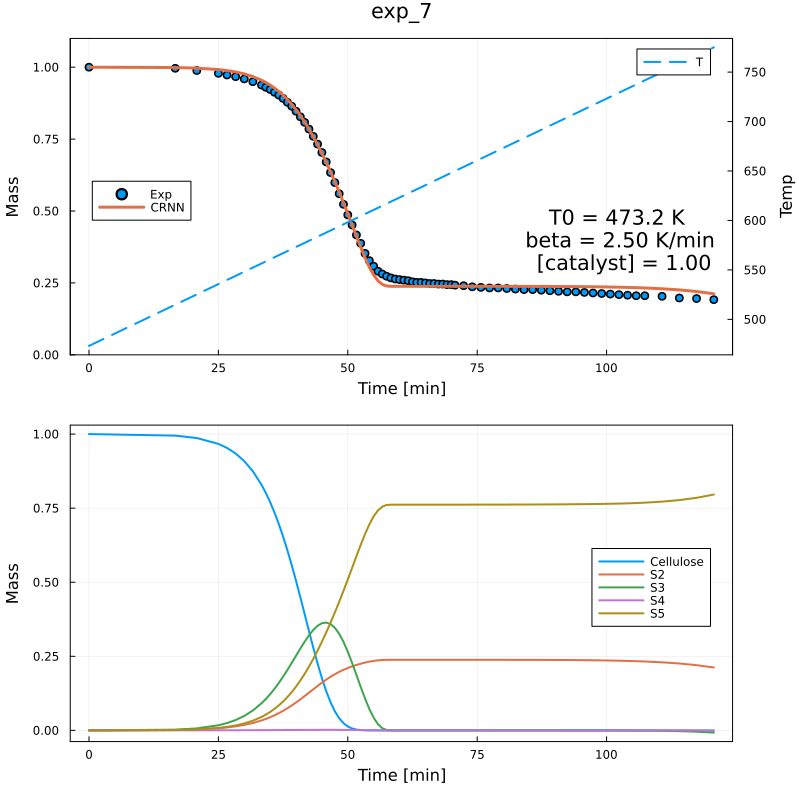 exp_7
1.00
0.75
0.50
0.25
0.00
Mass
T
750
700
650
600
550
500
Temp
Exp
CRNN
T0 = 473.2 K
beta = 2.50 K/min
[catalyst] = 1.00
0
25
50
75
100
Time [min]
1.00
0.75
0.50
0.25
0.00
Mass
Cellulose
S2
S3
S4
S5
0
25
50
75
100
Time [min]